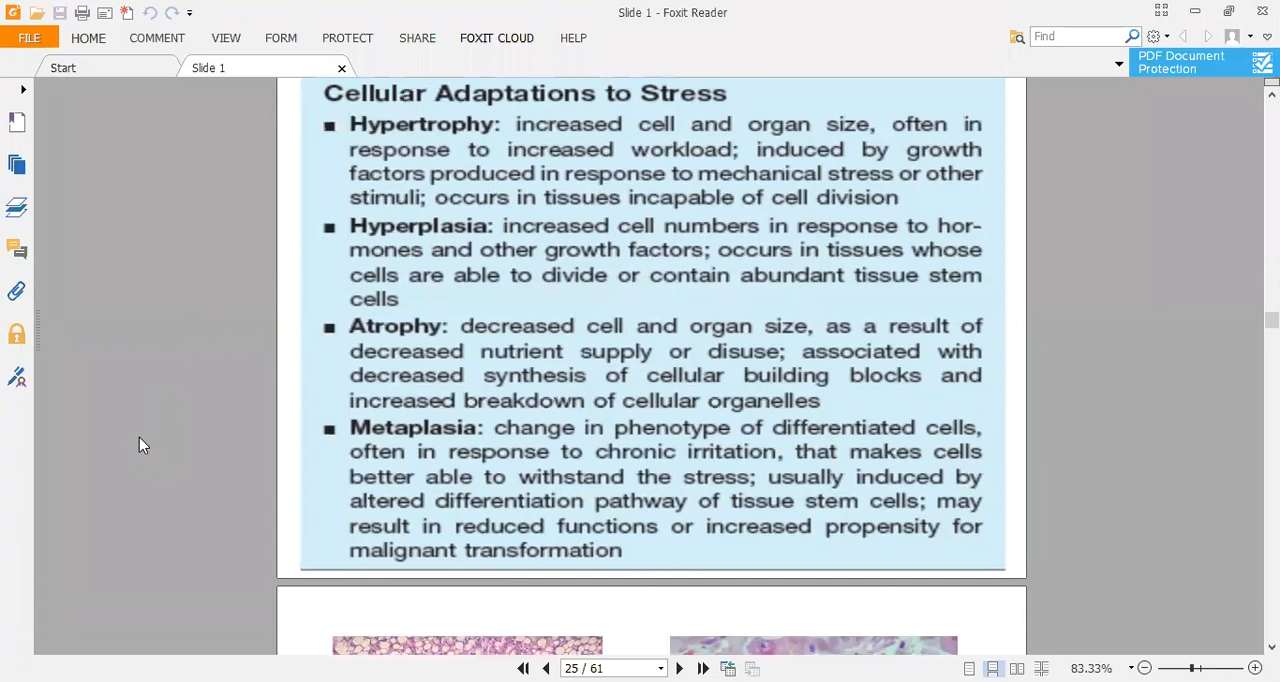 Slide 1 - Foxit Reader
FILE HOME COMMENT VIEW FORM PROTECT SHARE FOXIT CLOUD HELP
Find
Start
Slide 1
PDF Document
Protection
Cellular Adaptations to Stress
■ Hypertrophy: increased cell and organ size, often in
response to increased workload; induced by growth
factors produced in response to mechanical stress or other
stimuli; occurs in tissues incapable of cell division
■ Hyperplasia: increased cell numbers in response to hor-
mones and other growth factors; occurs in tissues whose
cells are able to divide or contain abundant tissue stem
cells
■ Atrophy: decreased cell and organ size, as a result of
decreased nutrient supply or disuse; associated with
decreased synthesis of cellular building blocks and
increased breakdown of cellular organelles
■ Metaplasia: change in phenotype of differentiated cells,
often in response to chronic irritation, that makes cells
better able to withstand the stress; usually induced by
altered differentiation pathway of tissue stem cells; may
result in reduced functions or increased propensity for
malignant transformation
25 / 61
83.33%